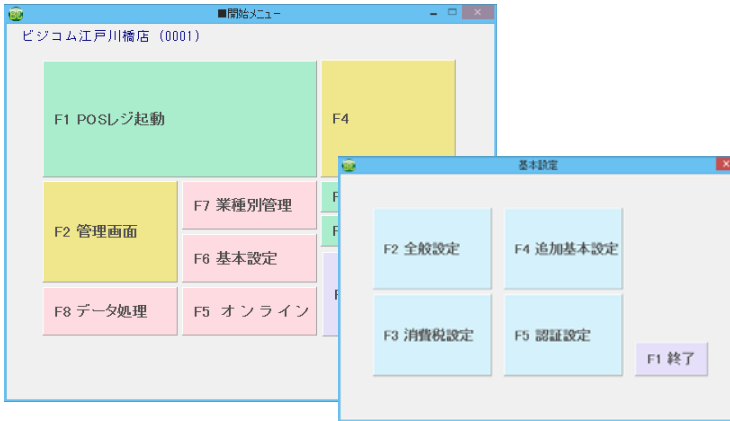 ■開始メニュー
ビジコム江戸川橋店 (0001)
F1 POSレジ起動
F4
F2 管理画面
F7 業種別管理
F6 基本設定
F8 データ処理
F5 オンライン
基本設定
F2 全般設定
F4 追加基本設定
F3 消費税設定
F5 認証設定
F1 終了